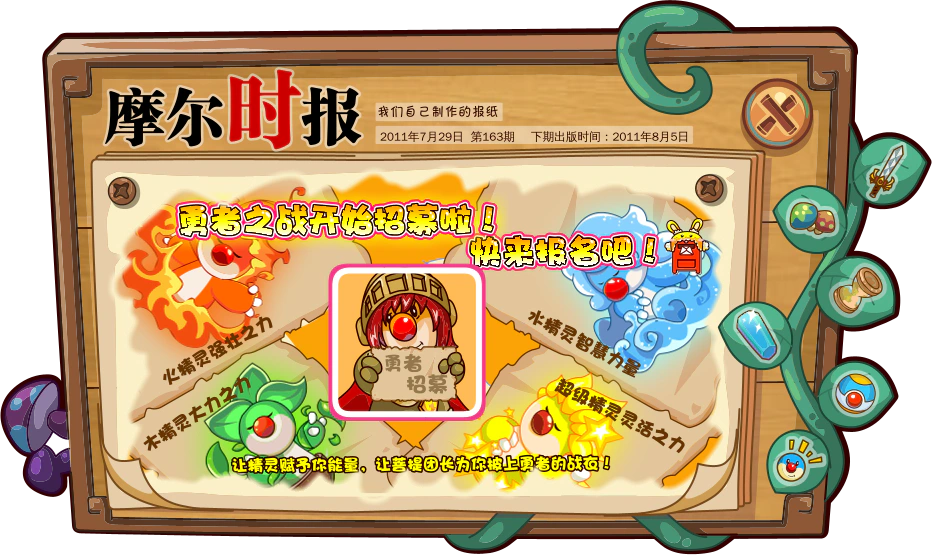 摩尔时报
我们自己制作的报纸
2011年7月29日 第163期 下期出版时间：2011年8月5日
勇者之战开始招募啦！
快来报名吧！
火精灵强壮之力
水精灵智慧力量
勇者
招募
木精灵大力之力
超级精灵灵活之力
让精灵赋予你能量，让菩提团长为你披上勇者的战衣！